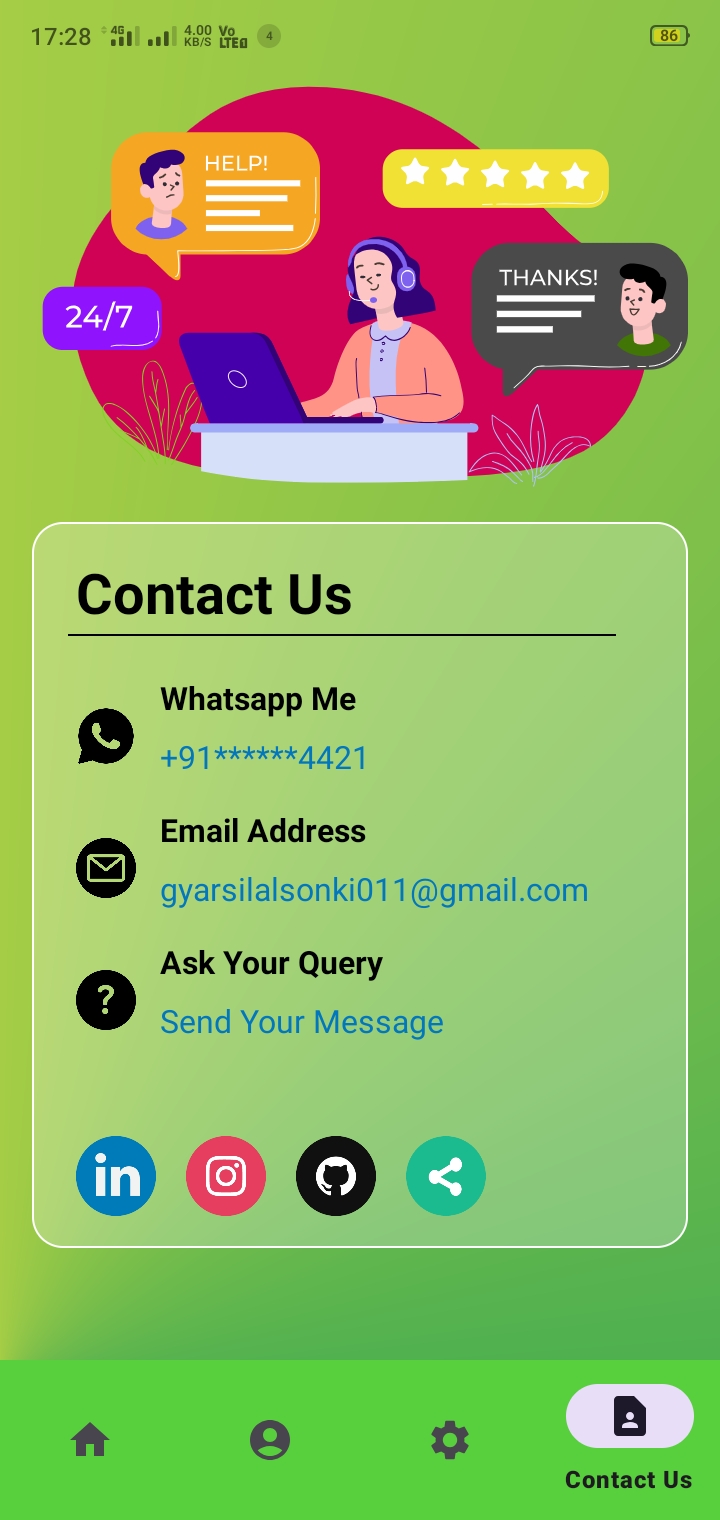 17:28 4G 4.00 KB/S Vo LTE 4 86
HELP!
THANKS!
24/7
Contact Us
Whatsapp Me
+91******4421
Email Address
gyarsilalsonki011@gmail.com
?
Ask Your Query
Send Your Message
in
Contact Us